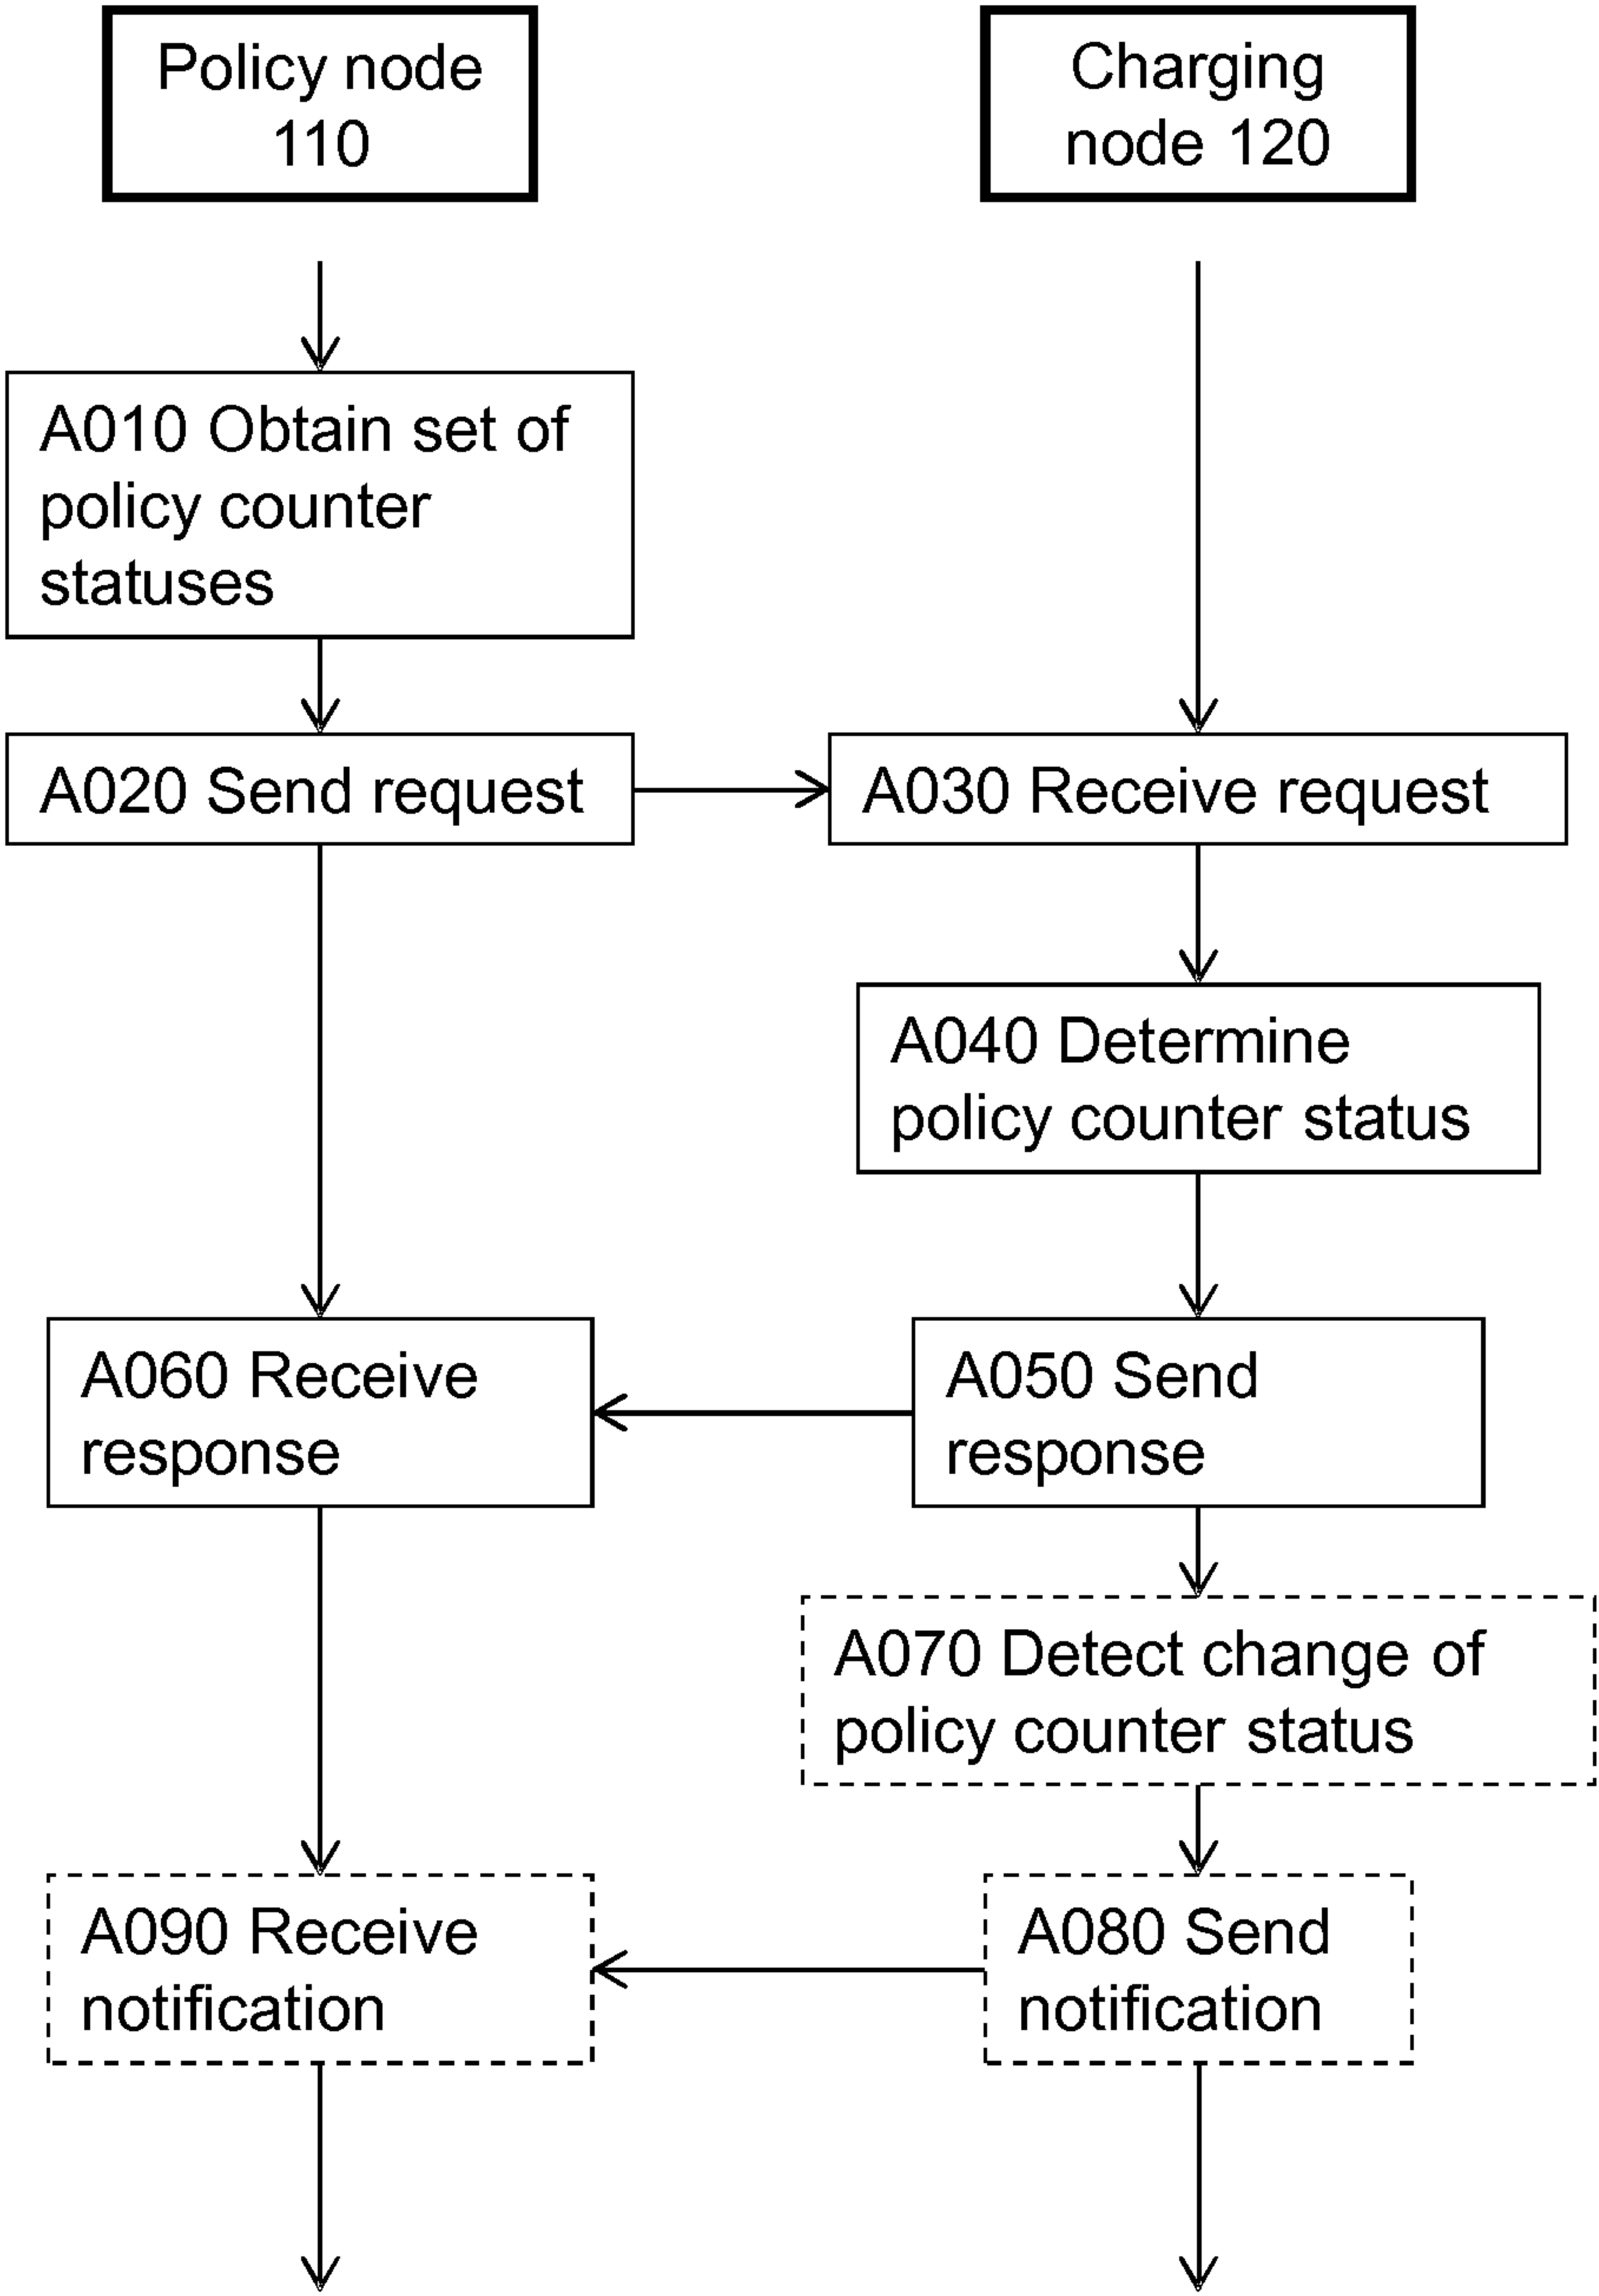 Policy node
110
Charging
node 120
A010 Obtain set of
policy counter
statuses
A020 Send request
A030 Receive request
A040 Determine
policy counter status
A060 Receive
response
A050 Send
response
A070 Detect change of
policy counter status
A090 Receive
notification
A080 Send
notification